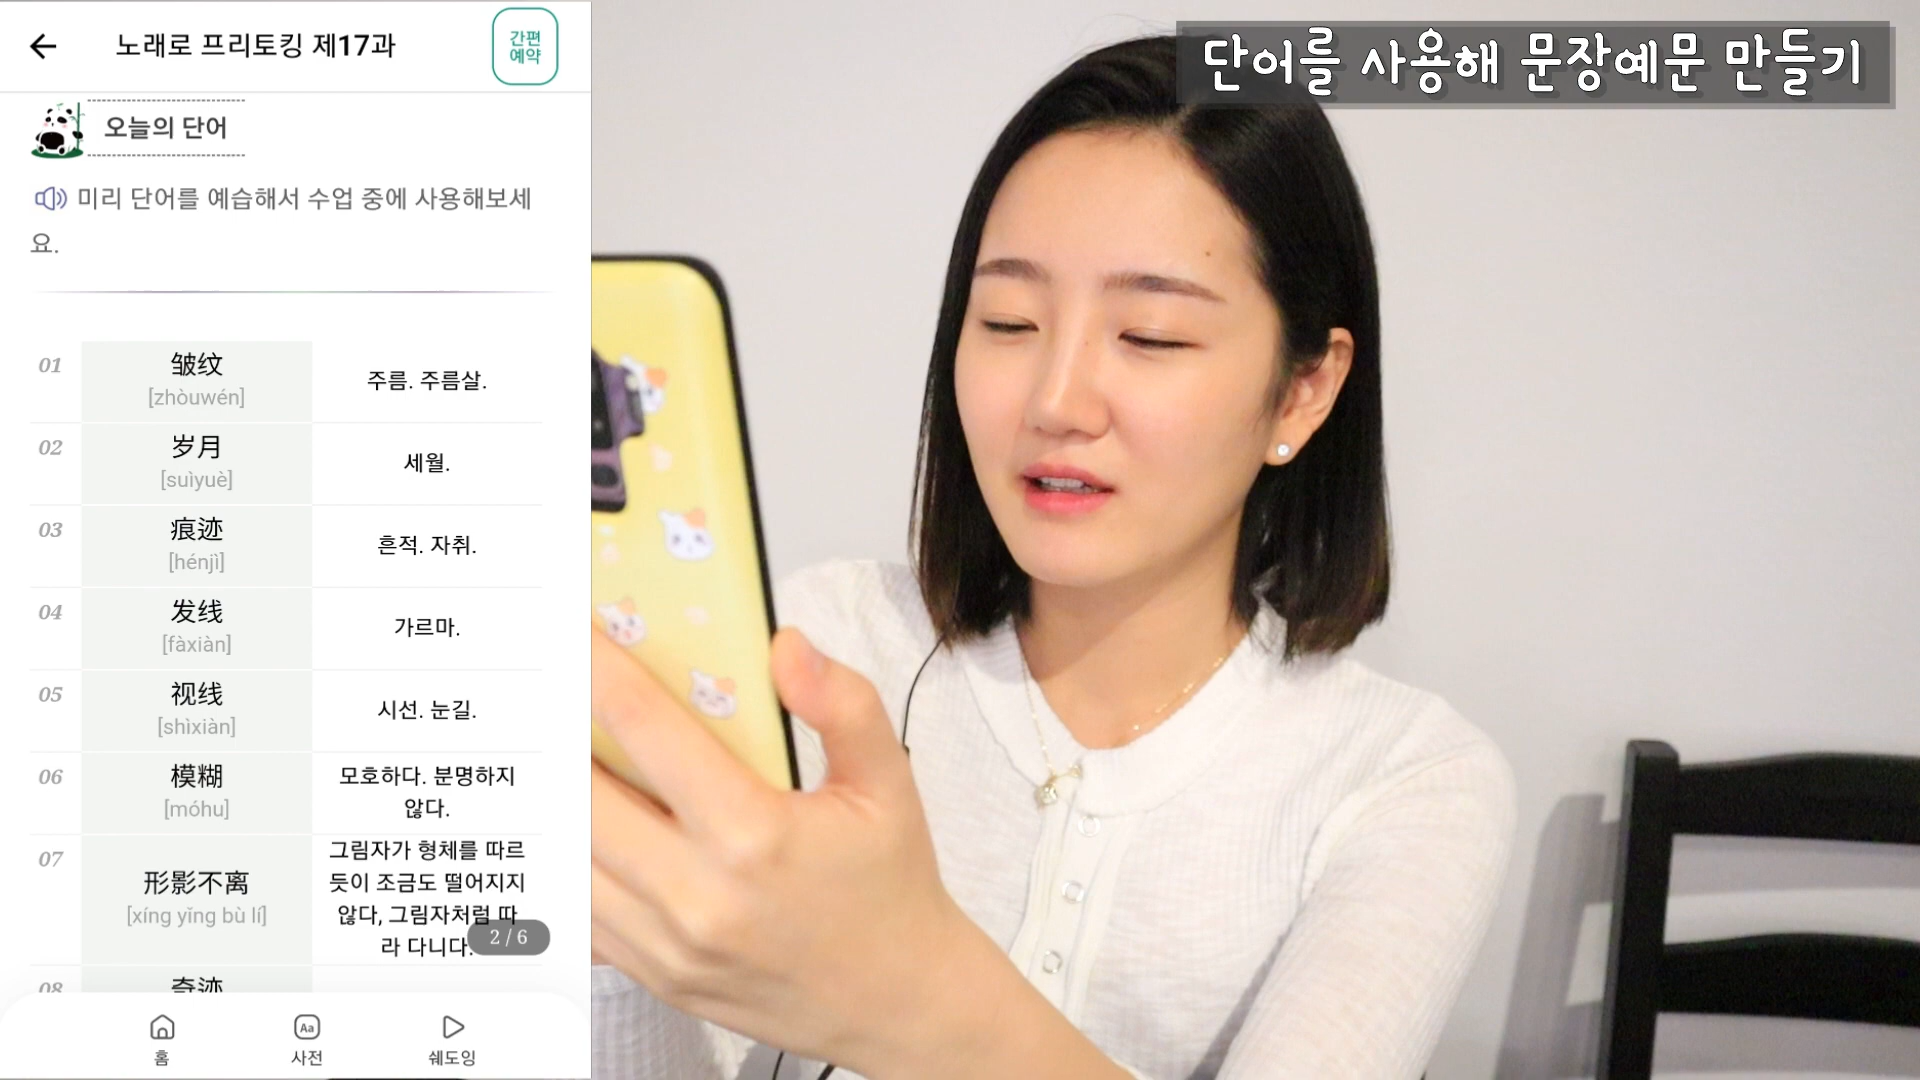 노래로 프리토킹 제17과
간편
예약
오늘의 단어
미리 단어를 예습해서 수업 중에 사용해보세
요.
01 皱纹 주름. 주름살.
[zhòuwén]
02 岁月 세월.
[suìyuè]
03 痕迹 흔적. 자취.
[hénjì]
04 发线 가르마.
[fàxiàn]
05 视线 시선. 눈길.
[shìxiàn]
06 模糊 모호하다. 분명하지
[móhu] 않다.
07 形影不离 그림자가 형체를 따르
[xíng yǐng bù lí] 듯이 조금도 떨어지지
않다, 그림자처럼 따
라 다니다.
2 / 6
08 奇迹
홈
Aa
사전
쉐도잉
단어를 사용해 문장예문 만들기